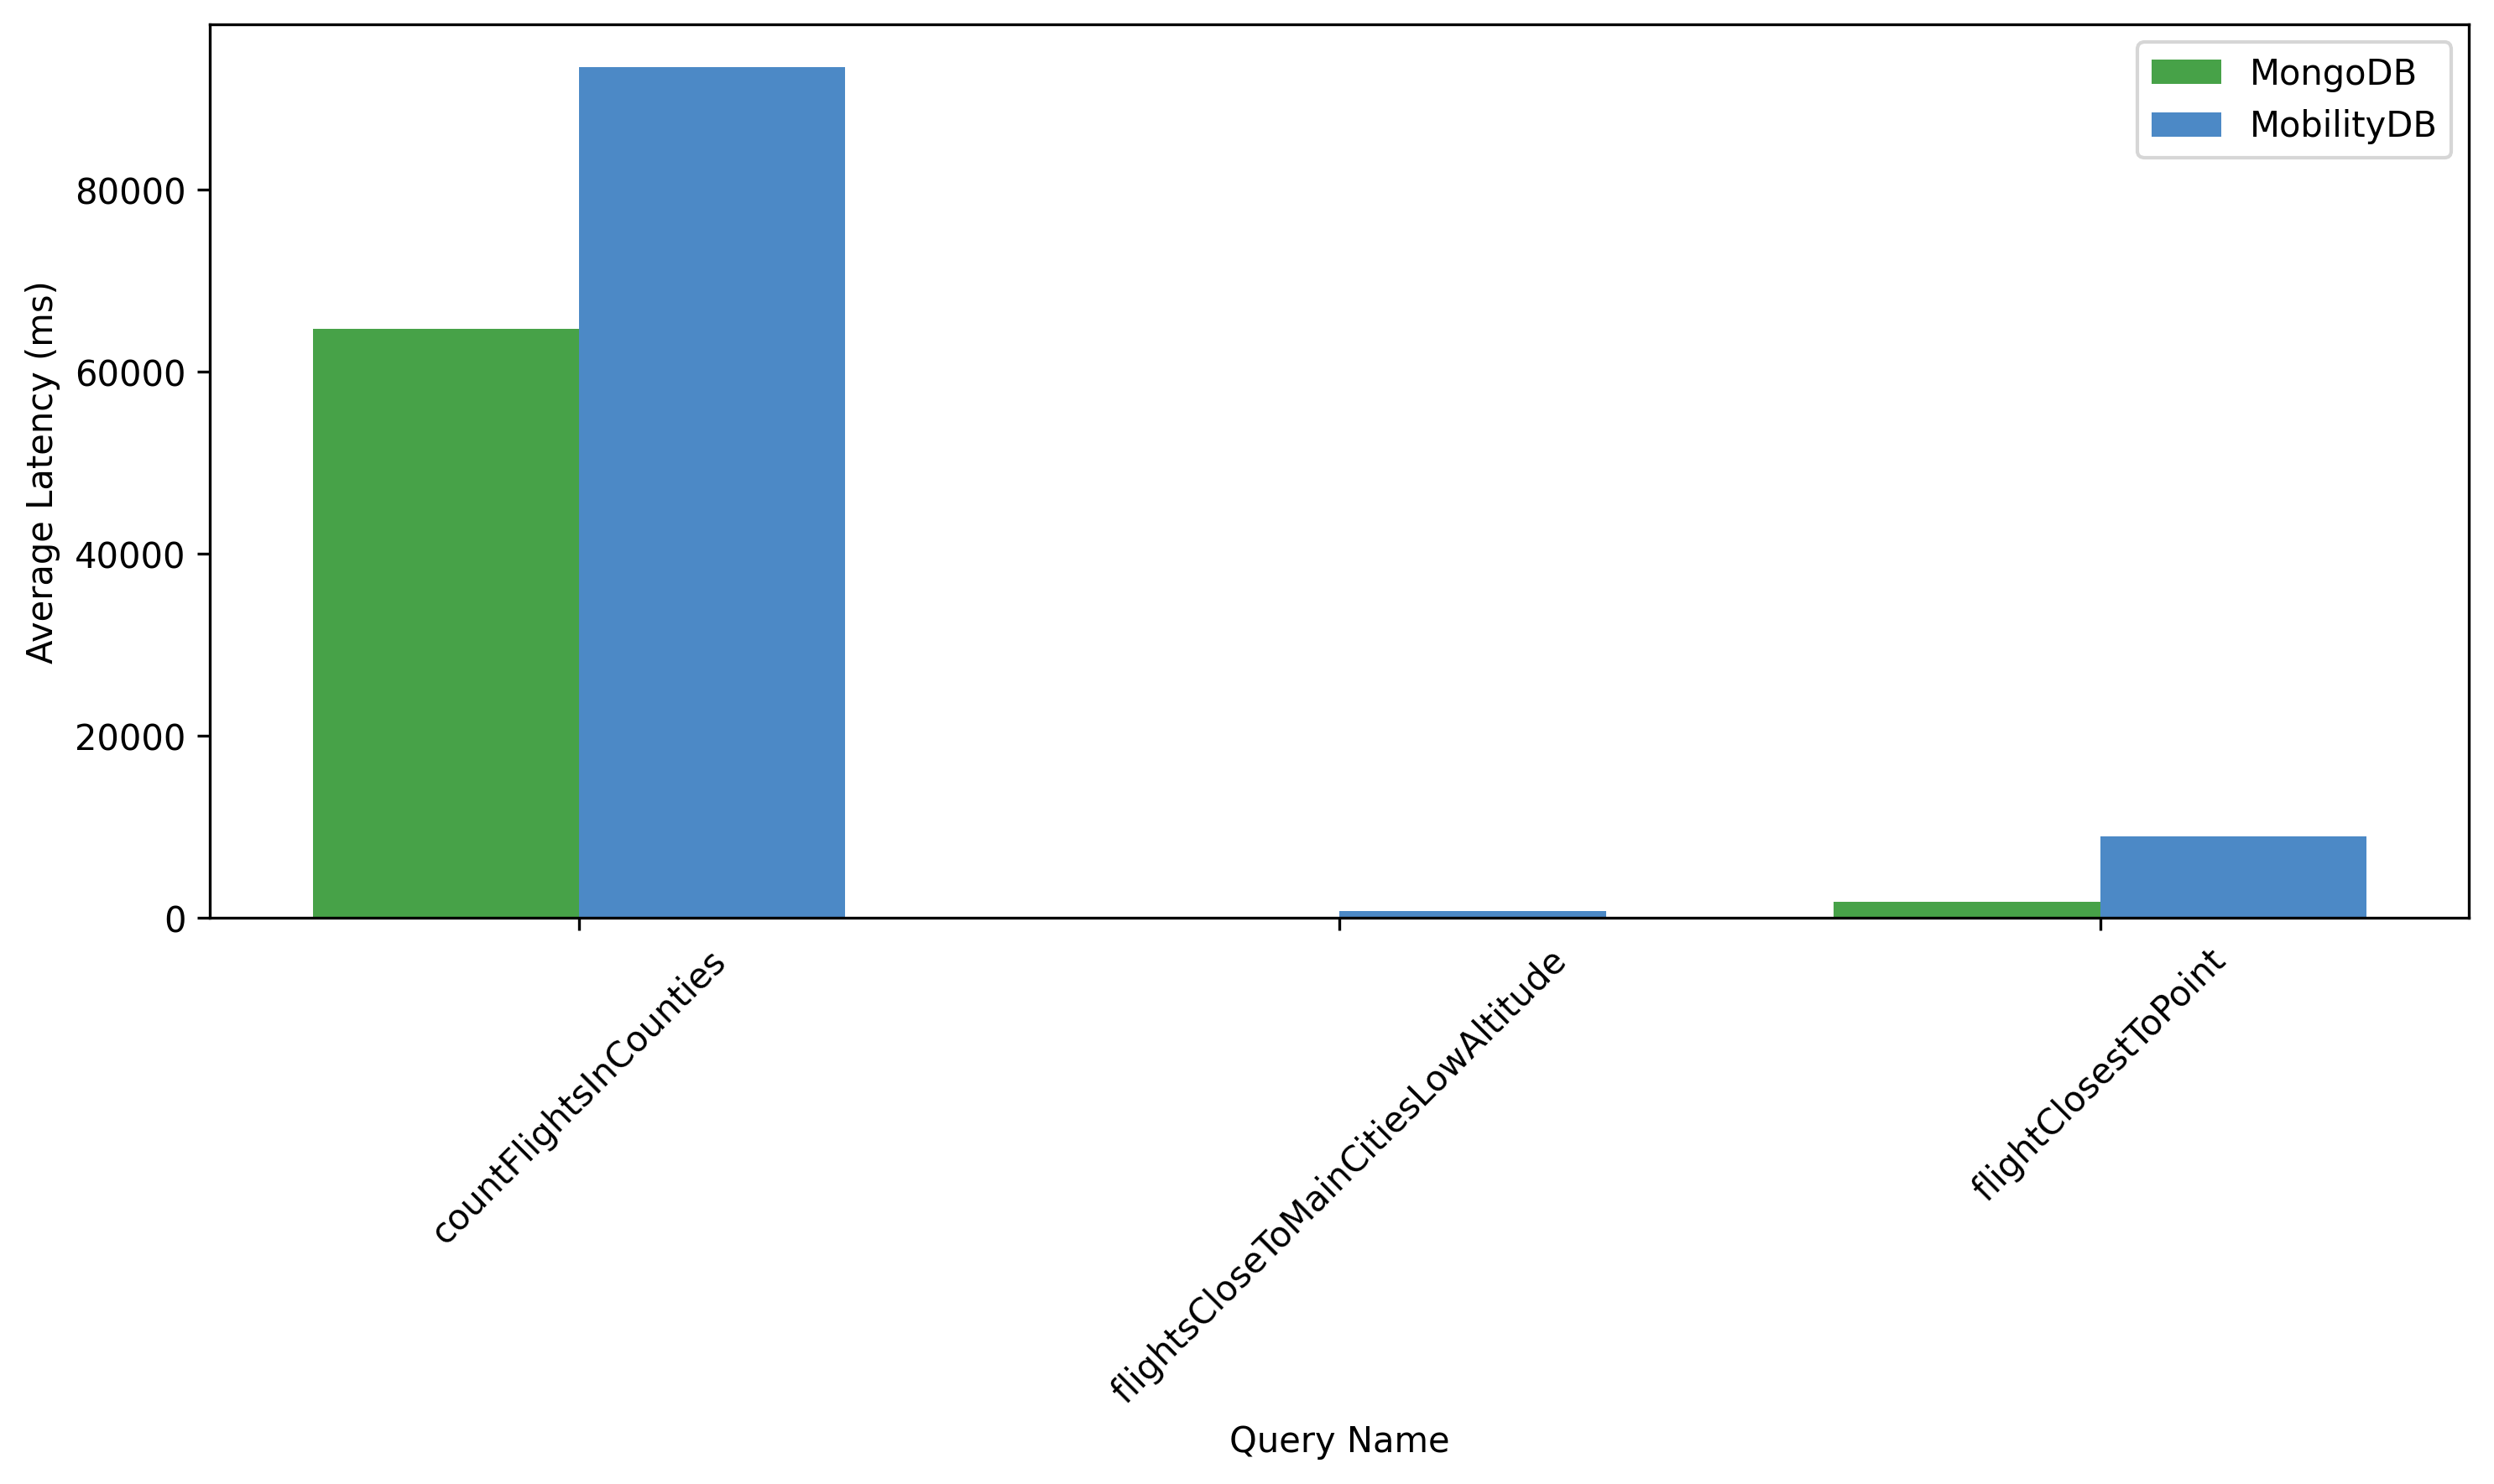 MongoDB
MobilityDB
Average Latency (ms)
80000
60000
40000
20000
0
countFlightsInCounties
flightsCloseToMainCitiesLowAltitude
flightClosestToPoint
Query Name